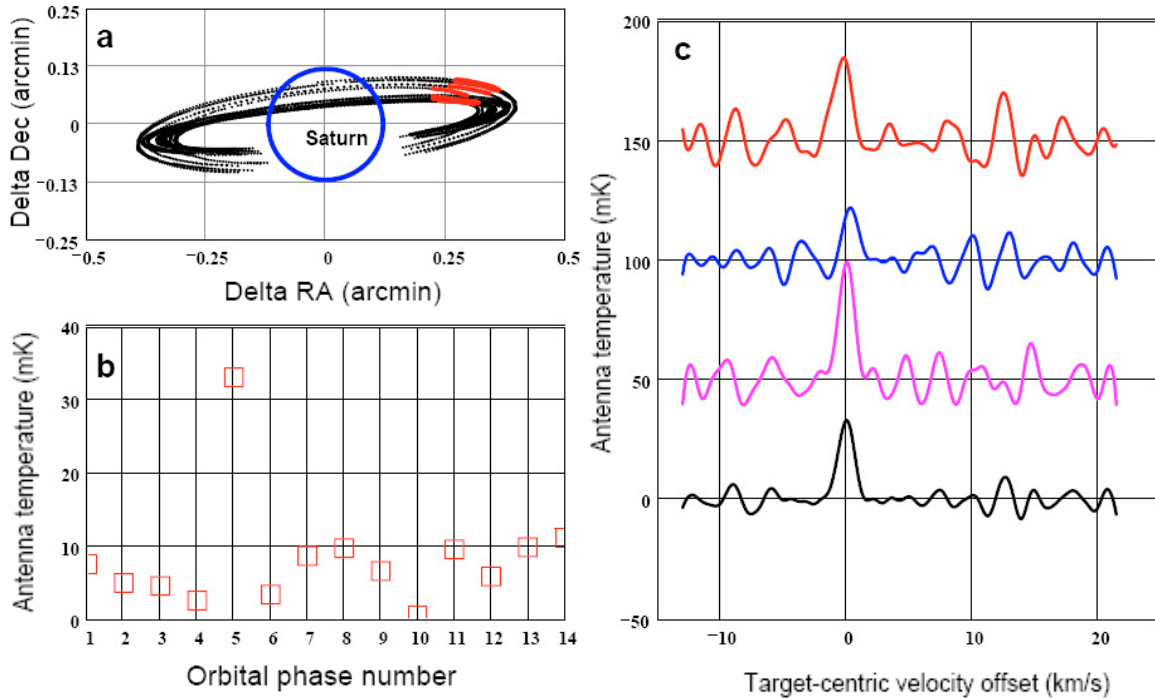 a
0.25
0.13
0
−0.13
−0.25
Delta Dec (arcmin)
Saturn
−0.5
−0.25
0
0.25
0.5
Delta RA (arcmin)
b
40
30
20
10
0
Antenna temperature (mK)
1 2 3 4 5 6 7 8 9 10 11 12 13 14
Orbital phase number
c
200
150
100
50
0
−50
Antenna temperature (mK)
−10
0
10
20
Target-centric velocity offset (km/s)